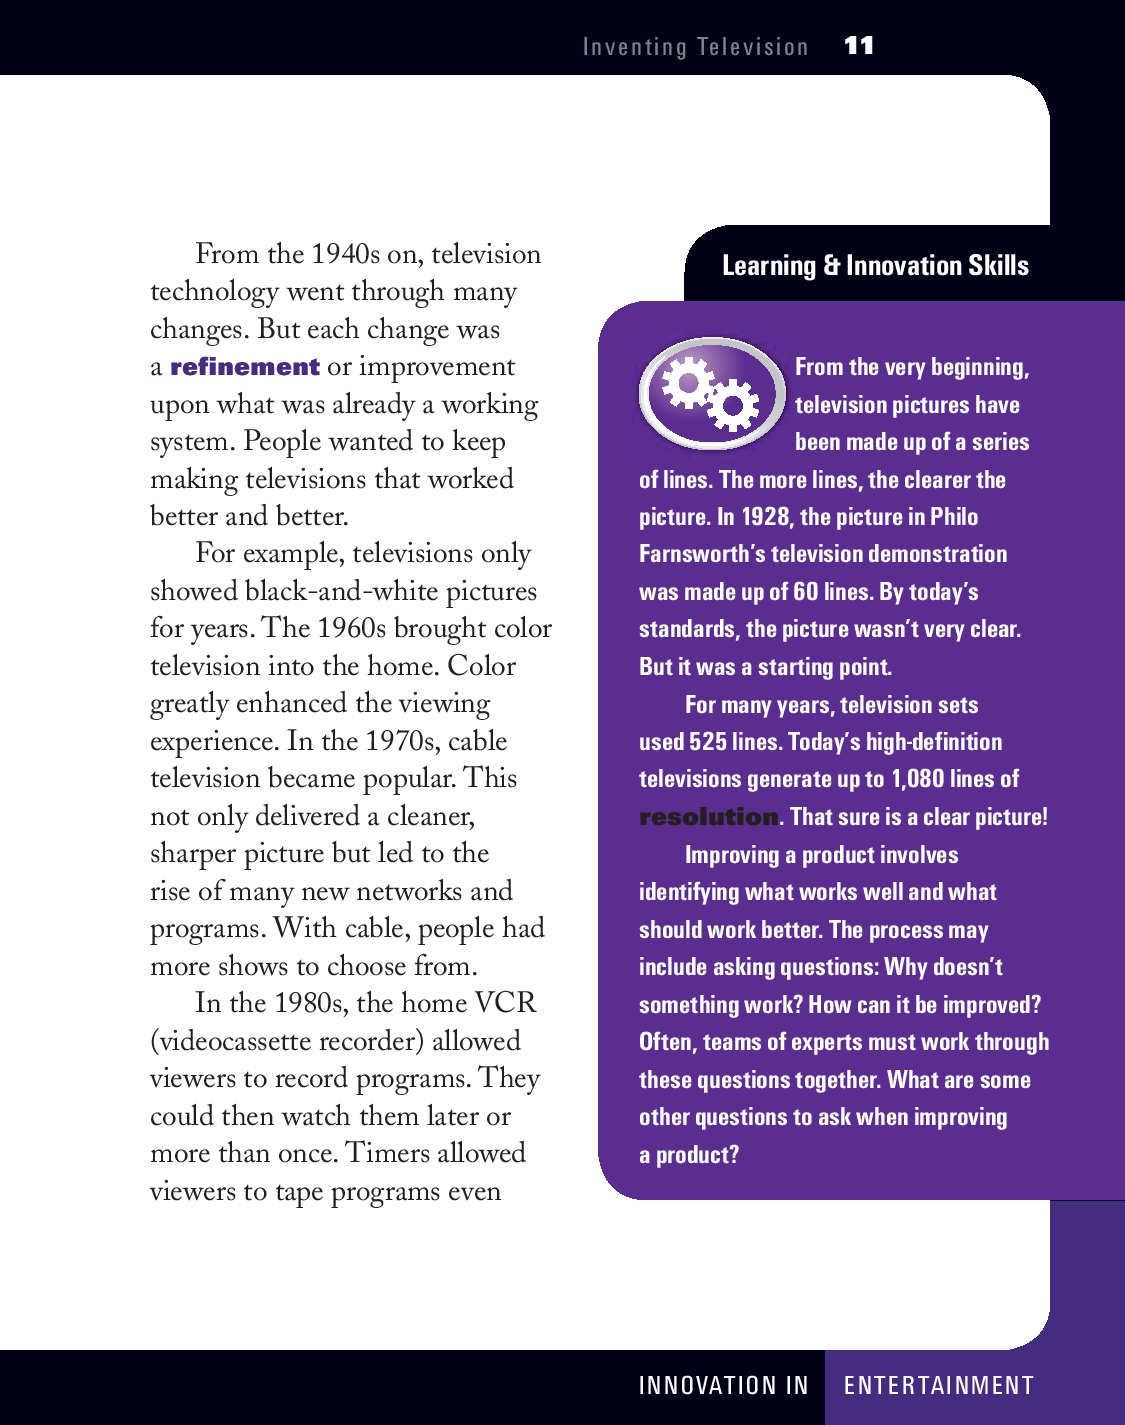 Inventing Television 11
From the 1940s on, television
technology went through many
changes. But each change was
a refinement or improvement
upon what was already a working
system. People wanted to keep
making televisions that worked
better and better.
For example, televisions only
showed black-and-white pictures
for years. The 1960s brought color
television into the home. Color
greatly enhanced the viewing
experience. In the 1970s, cable
television became popular. This
not only delivered a cleaner,
sharper picture but led to the
rise of many new networks and
programs. With cable, people had
more shows to choose from.
In the 1980s, the home VCR
(videocassette recorder) allowed
viewers to record programs. They
could then watch them later or
more than once. Timers allowed
viewers to tape programs even
Learning & Innovation Skills
From the very beginning,
television pictures have
been made up of a series
of lines. The more lines, the clearer the
picture. In 1928, the picture in Philo
Farnsworth's television demonstration
was made up of 60 lines. By today's
standards, the picture wasn't very clear.
But it was a starting point.
For many years, television sets
used 525 lines. Today's high-definition
televisions generate up to 1,080 lines of
resolution. That sure is a clear picture!
Improving a product involves
identifying what works well and what
should work better. The process may
include asking questions: Why doesn't
something work? How can it be improved?
Often, teams of experts must work through
these questions together. What are some
other questions to ask when improving
a product?
INNOVATION IN ENTERTAINMENT